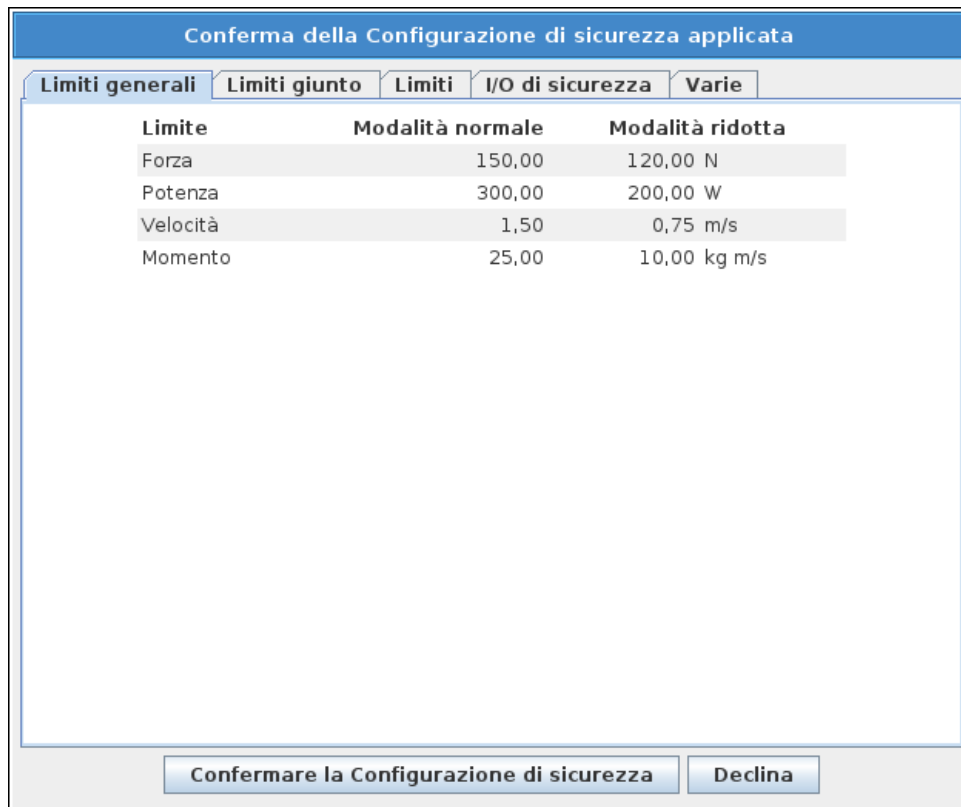 Conferma della Configurazione di sicurezza applicata
Limiti generali Limiti giunto Limiti I/O di sicurezza Varie
Limite Modalità normale Modalità ridotta
Forza 150,00 120,00 N
Potenza 300,00 200,00 W
Velocità 1,50 0,75 m/s
Momento 25,00 10,00 kg m/s
Confermare la Configurazione di sicurezza Declina